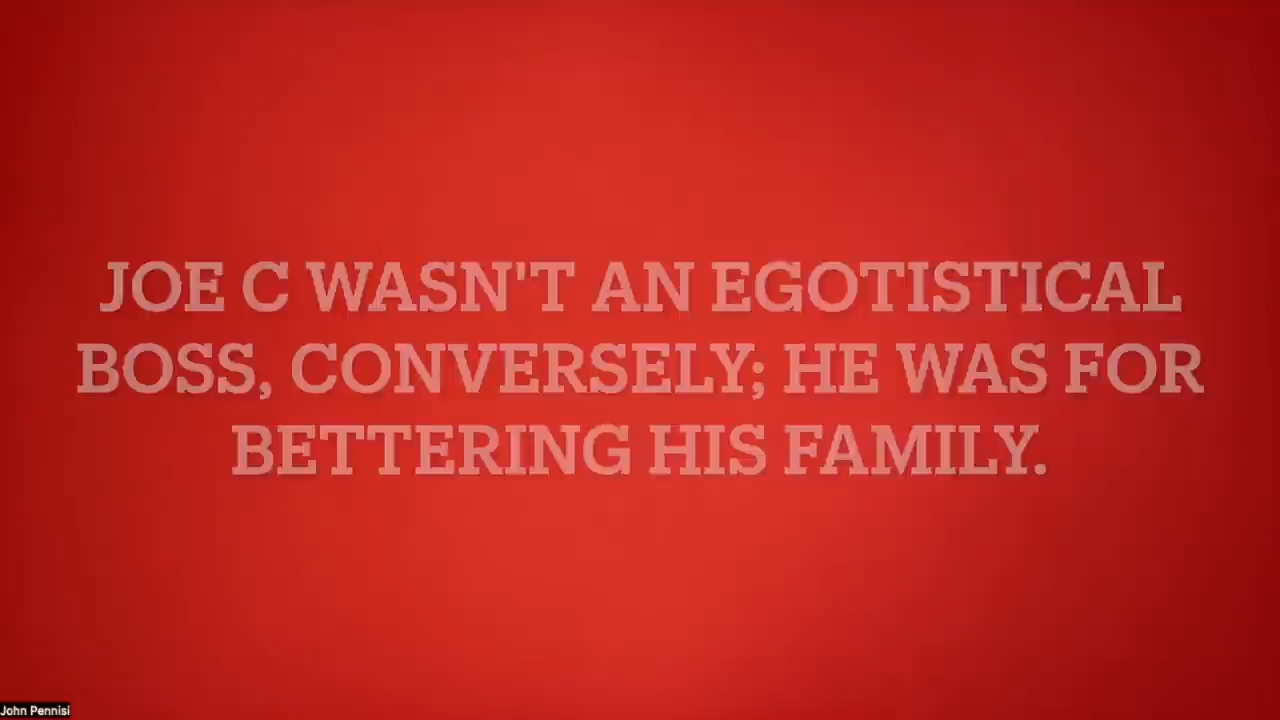 JOE C WASN'T AN EGOTISTICAL
BOSS, CONVERSELY; HE WAS FOR
BETTERING HIS FAMILY.
John Pennisi